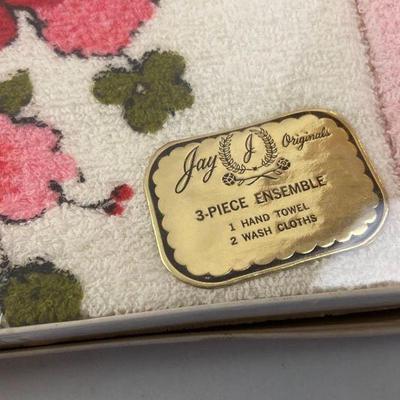 Jay J Originals
3-PIECE ENSEMBLE
1 HAND TOWEL
2 WASH CLOTHS